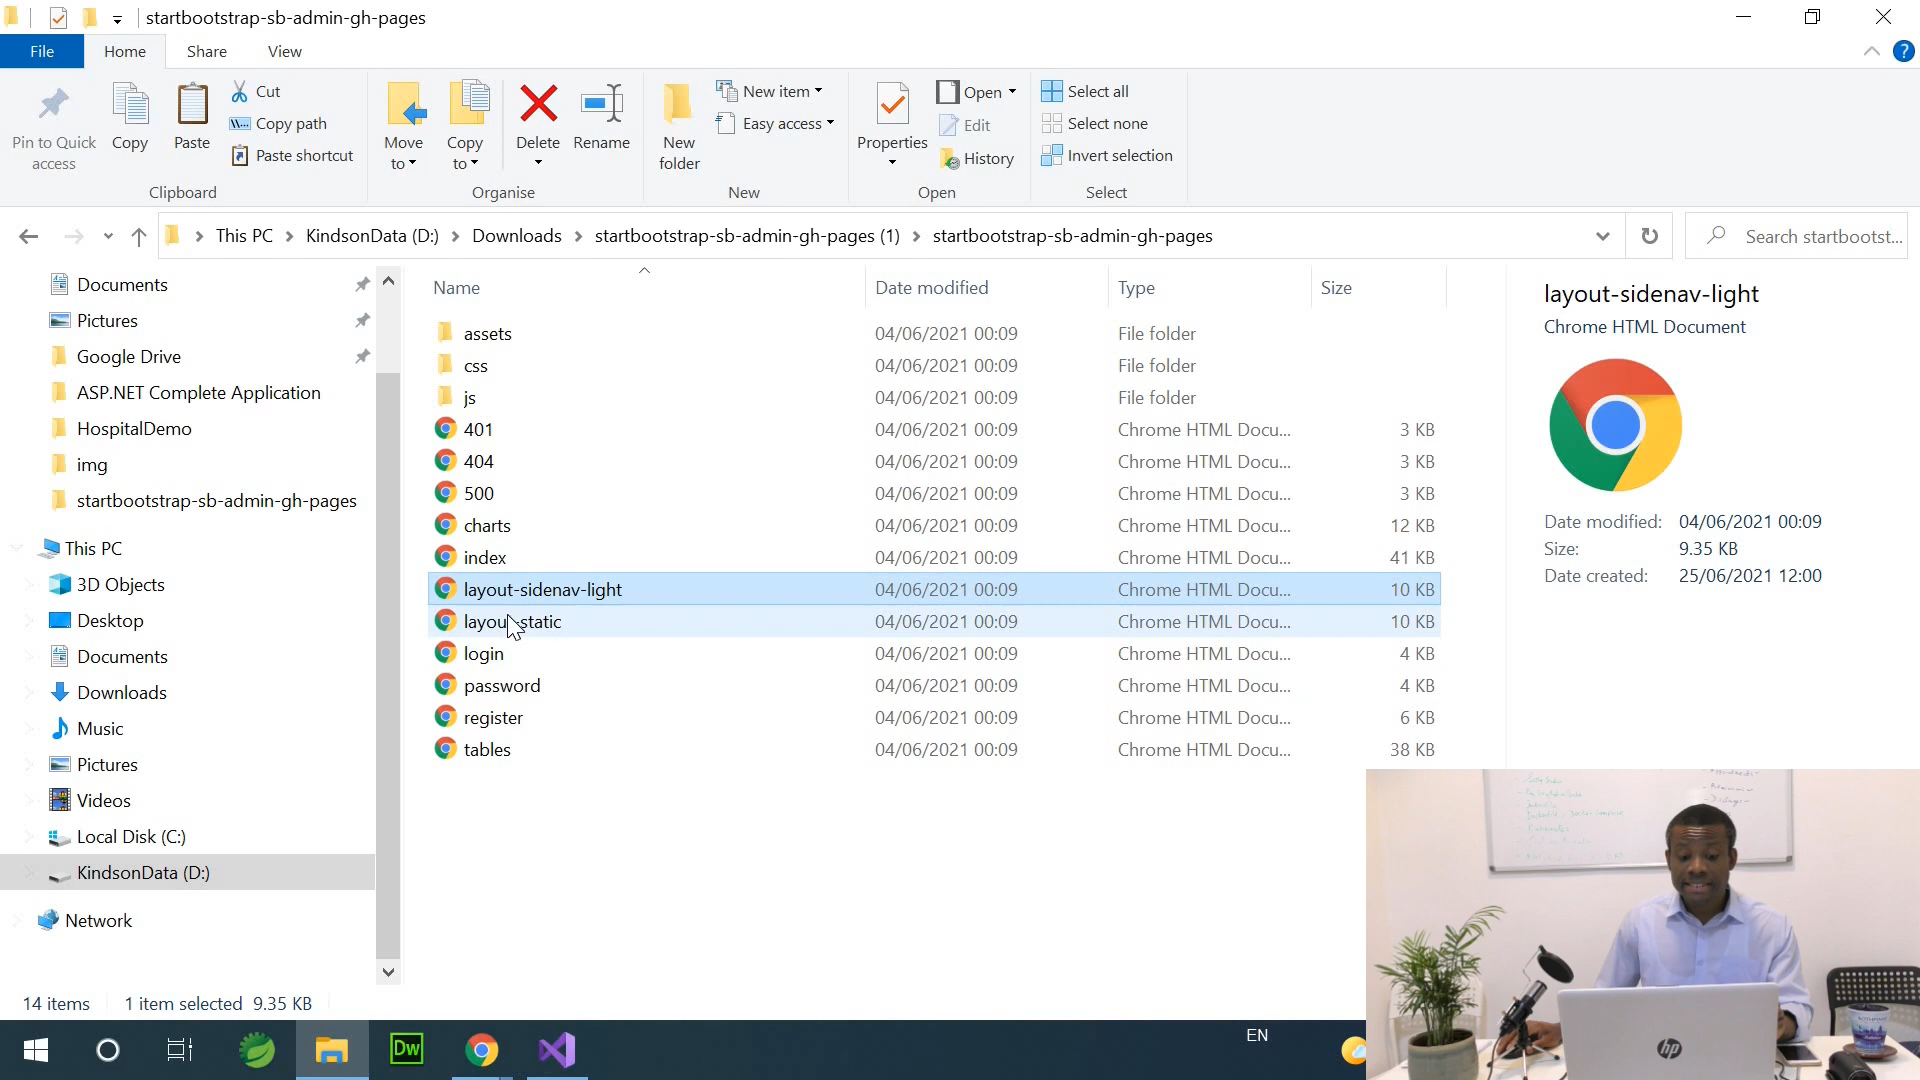 startbootstrap-sb-admin-gh-pages
File
Home
Share
View
Pin to Quick access
Copy
Paste
Cut
Copy path
Paste shortcut
Clipboard
Move to
Copy to
Delete
Rename
Organise
New folder
New item
Easy access
New
Properties
Open
Edit
History
Open
Select all
Select none
Invert selection
Select
This PC
KindsonData (D:)
Downloads
startbootstrap-sb-admin-gh-pages (1)
startbootstrap-sb-admin-gh-pages
Search startbootst...
Documents
Pictures
Google Drive
ASP.NET Complete Application
HospitalDemo
img
startbootstrap-sb-admin-gh-pages
This PC
3D Objects
Desktop
Documents
Downloads
Music
Pictures
Videos
Local Disk (C:)
KindsonData (D:)
Network
Name Date modified Type Size
assets 04/06/2021 00:09 File folder
css 04/06/2021 00:09 File folder
js 04/06/2021 00:09 File folder
401 04/06/2021 00:09 Chrome HTML Docu... 3 KB
404 04/06/2021 00:09 Chrome HTML Docu... 3 KB
500 04/06/2021 00:09 Chrome HTML Docu... 3 KB
charts 04/06/2021 00:09 Chrome HTML Docu... 12 KB
index 04/06/2021 00:09 Chrome HTML Docu... 41 KB
layout-sidenav-light 04/06/2021 00:09 Chrome HTML Docu... 10 KB
layout-static 04/06/2021 00:09 Chrome HTML Docu... 10 KB
login 04/06/2021 00:09 Chrome HTML Docu... 4 KB
password 04/06/2021 00:09 Chrome HTML Docu... 4 KB
register 04/06/2021 00:09 Chrome HTML Docu... 6 KB
tables 04/06/2021 00:09 Chrome HTML Docu... 38 KB
layout-sidenav-light
Chrome HTML Document
Date modified: 04/06/2021 00:09
Size: 9.35 KB
Date created: 25/06/2021 12:00
14 items 1 item selected 9.35 KB
Dw
EN
hp